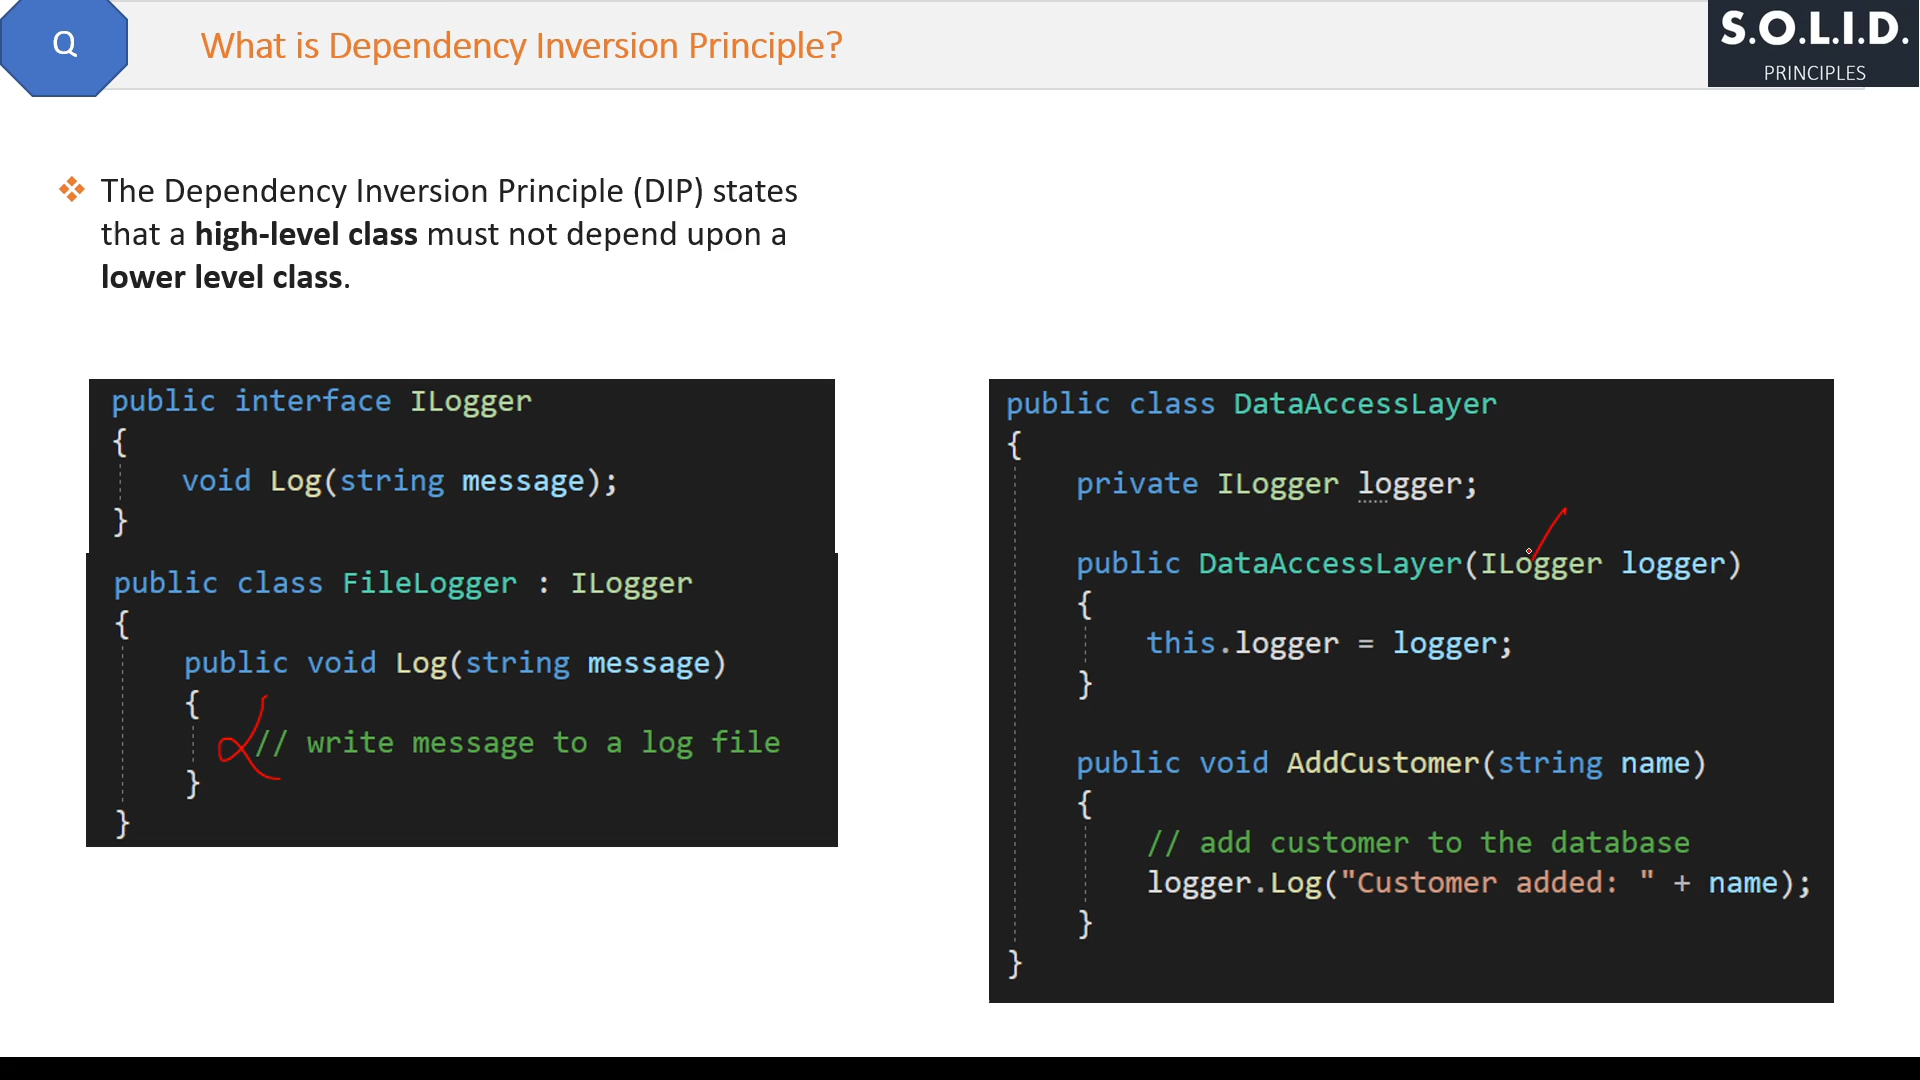 Q
What is Dependency Inversion Principle?
S.O.L.I.D.
PRINCIPLES
The Dependency Inversion Principle (DIP) states
that a high-level class must not depend upon a
lower level class.
public interface ILogger
{
void Log(string message);
}
public class FileLogger : ILogger
{
public void Log(string message)
{
// write message to a log file
}
}
public class DataAccessLayer
{
private ILogger logger;
public DataAccessLayer(ILogger logger)
{
this.logger = logger;
}
public void AddCustomer(string name)
{
// add customer to the database
logger.Log("Customer added: " + name);
}
}